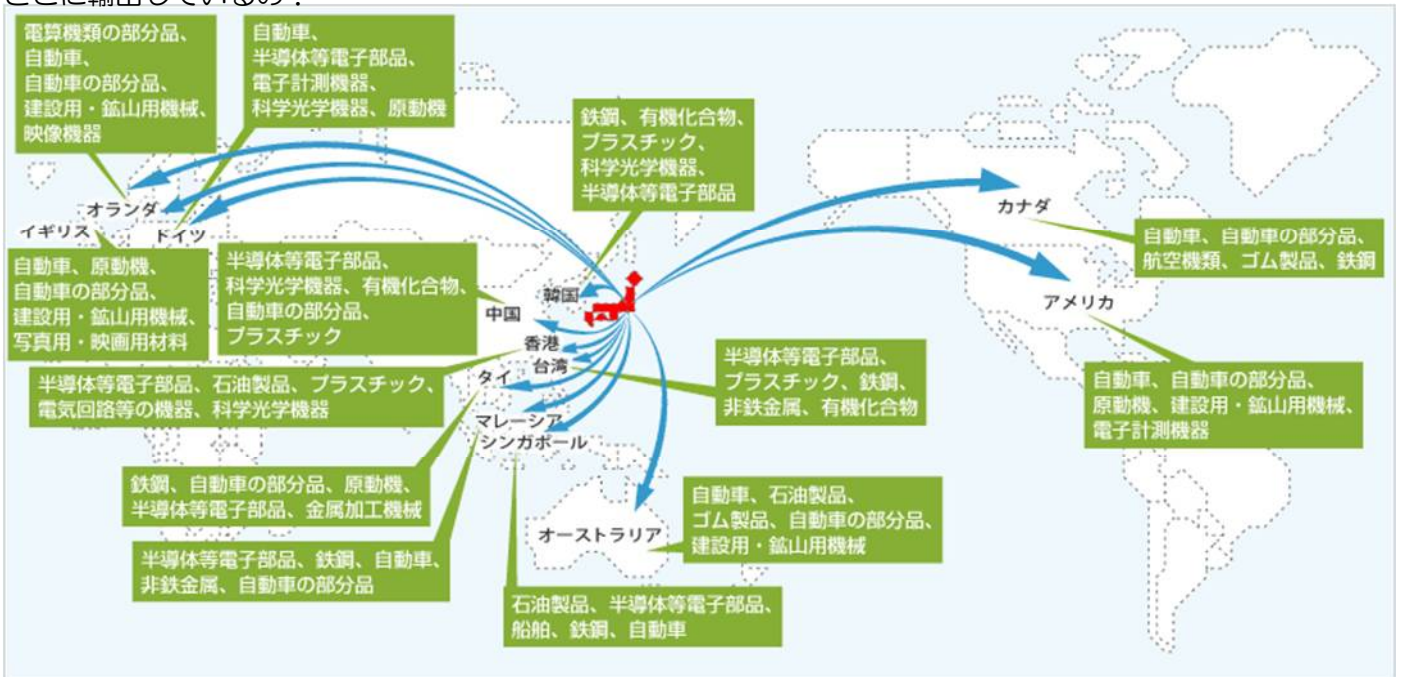 どこに輸出しているの?
電算機類の部分品、
自動車、
自動車の部分品、
建設用・鉱山用機械、
映像機器
自動車、
半導体等電子部品、
電子計測機器、
科学光学機器、原動機
鉄鋼、有機化合物、
プラスチック、
科学光学機器、
半導体等電子部品
オランダ
イギリス
ドイツ
カナダ
自動車、自動車の部分品、
航空機類、ゴム製品、鉄鋼
自動車、原動機、
自動車の部分品、
建設用・鉱山用機械、
写真用・映画用材料
半導体等電子部品、
科学光学機器、有機化合物、
自動車の部分品、
プラスチック
韓国
中国
香港
台湾
タイ
マレーシア
シンガポール
アメリカ
半導体等電子部品、石油製品、プラスチック、
電気回路等の機器、科学光学機器
半導体等電子部品、
プラスチック、鉄鋼、
非鉄金属、有機化合物
自動車、自動車の部分品、
原動機、建設用・鉱山用機械、
電子計測機器
鉄鋼、自動車の部分品、原動機、
半導体等電子部品、金属加工機械
オーストラリア
自動車、石油製品、
ゴム製品、自動車の部分品、
建設用・鉱山用機械
半導体等電子部品、鉄鋼、自動車、
非鉄金属、自動車の部分品
石油製品、半導体等電子部品、
船舶、鉄鋼、自動車